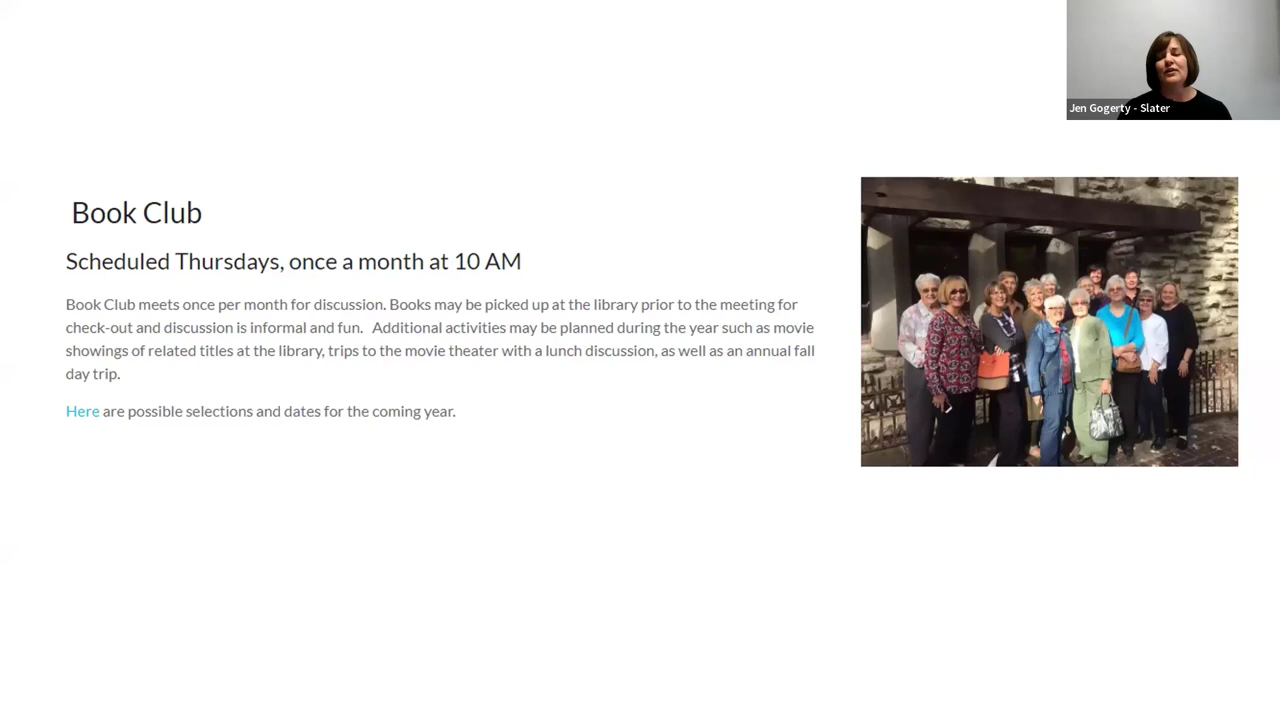 Jen Gogerty - Slater
Book Club
Scheduled Thursdays, once a month at 10 AM
Book Club meets once per month for discussion. Books may be picked up at the library prior to the meeting for
check-out and discussion is informal and fun. Additional activities may be planned during the year such as movie
showings of related titles at the library, trips to the movie theater with a lunch discussion, as well as an annual fall
day trip.
Here are possible selections and dates for the coming year.